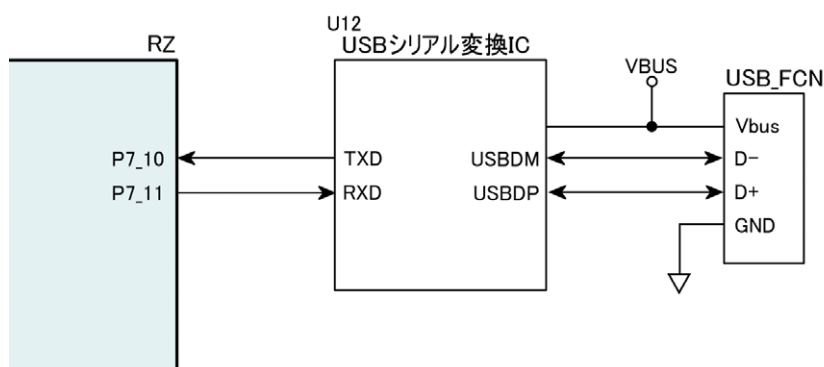 U12
RZ
USBシリアル変換IC
VBUS
USB_FCN
Vbus
P7_10
TXD
USBDM
D-
P7_11
RXD
USBDP
D+
GND